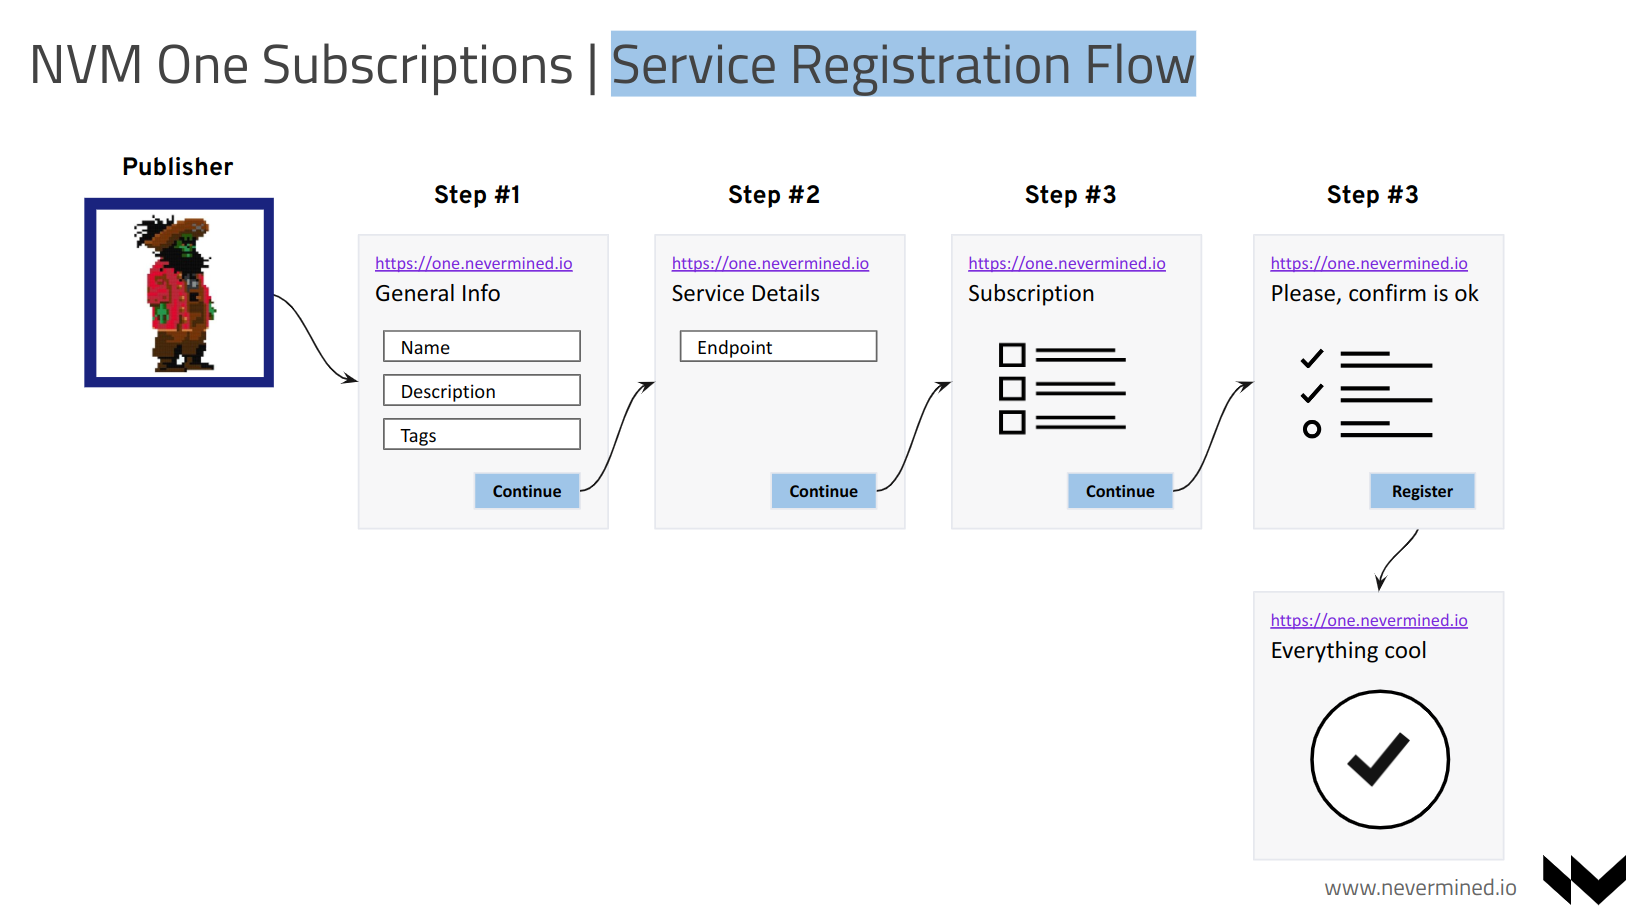 NVM One Subscriptions | Service Registration Flow
Publisher
Step #1
https://one.nevermined.io
General Info
Name
Description
Tags
Continue
Step #2
https://one.nevermined.io
Service Details
Endpoint
Continue
Step #3
https://one.nevermined.io
Subscription
Continue
Step #3
https://one.nevermined.io
Please, confirm is ok
Register
https://one.nevermined.io
Everything cool
www.nevermined.io